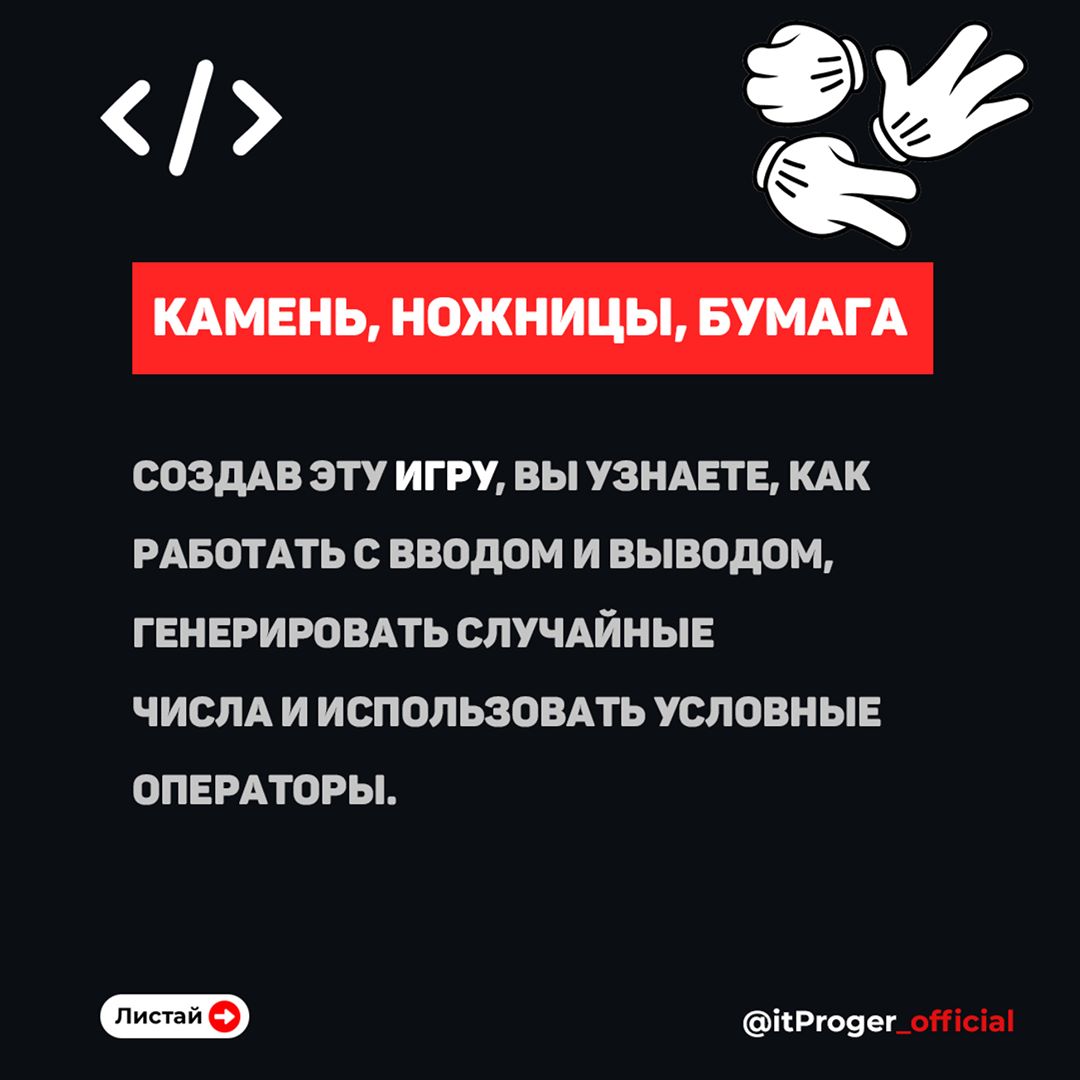 </>
КАМЕНЬ, НОЖНИЦЫ, БУМАГА
СОЗДАВ ЭТУ ИГРУ, ВЫ УЗНАЕТЕ, КАК
РАБОТАТЬ С ВВОДОМ И ВЫВОДОМ,
ГЕНЕРИРОВАТЬ СЛУЧАЙНЫЕ
ЧИСЛА И ИСПОЛЬЗОВАТЬ УСЛОВНЫЕ
ОПЕРАТОРЫ.
Листай
@itProger_official